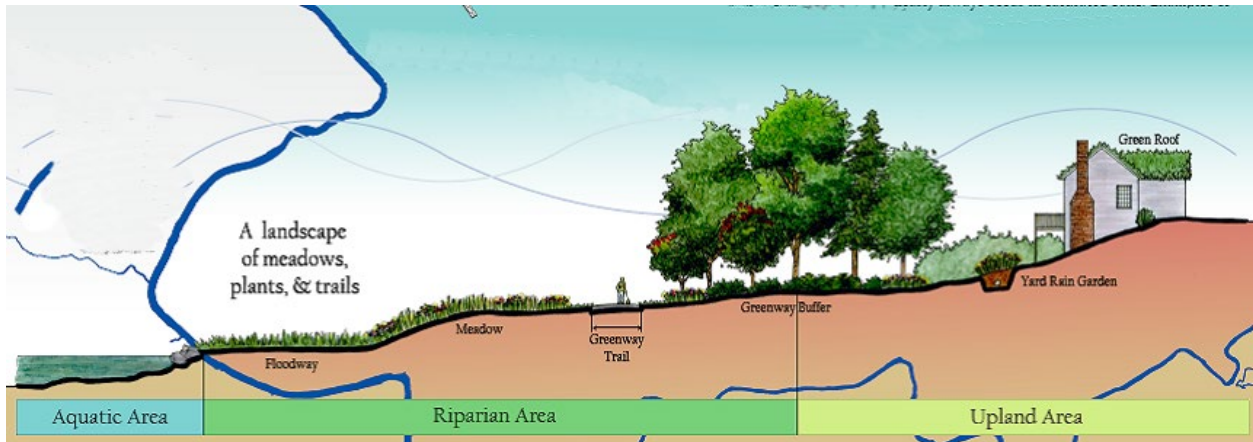 A landscape
of meadows,
plants, & trails
Green Roof
Yard Rain Garden
Greenway Buffer
Meadow
Greenway
Trail
Floodway
Aquatic Area
Riparian Area
Upland Area